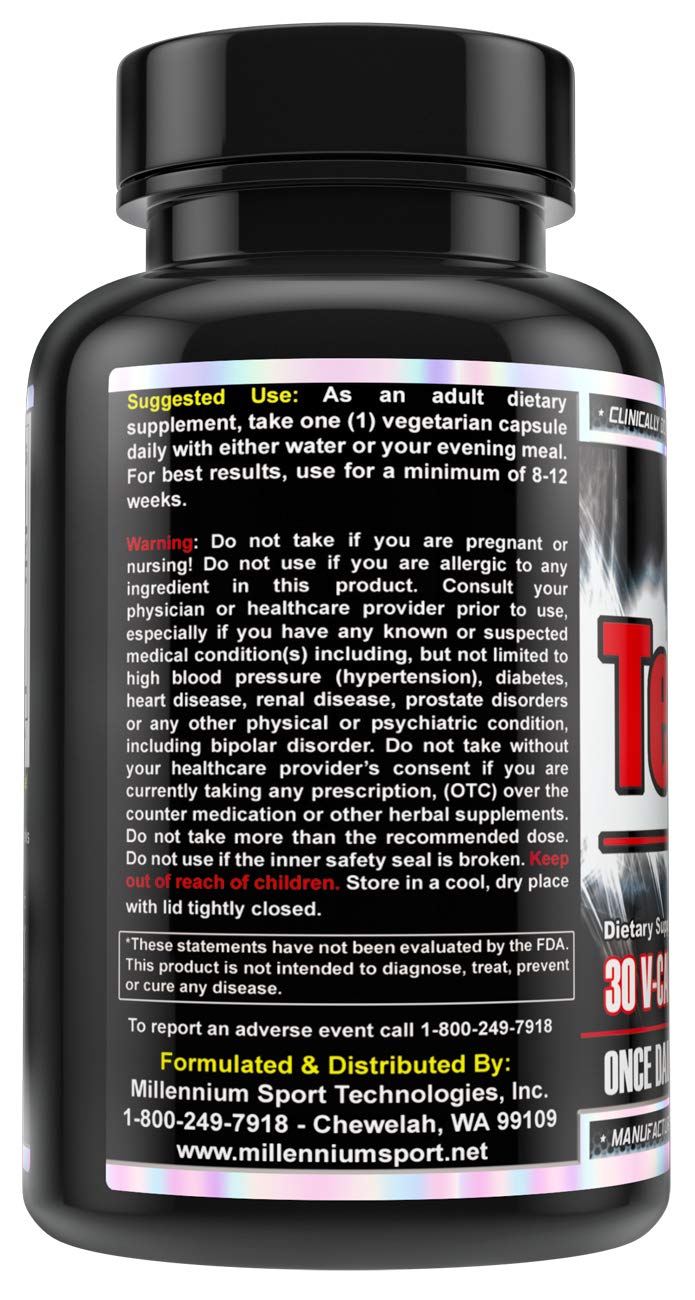 Suggested Use: As an adult dietary
supplement, take one (1) vegetarian capsule
daily with either water or your evening meal.
For best results, use for a minimum of 8-12
weeks.
Warning: Do not take if you are pregnant or
nursing! Do not use if you are allergic to any
ingredient in this product. Consult your
physician or healthcare provider prior to use,
especially if you have any known or suspected
medical condition(s) including, but not limited to
high blood pressure (hypertension), diabetes,
heart disease, renal disease, prostate disorders
or any other physical or psychiatric condition,
including bipolar disorder. Do not take without
your healthcare provider's consent if you are
currently taking any prescription, (OTC) over the
counter medication or other herbal supplements.
Do not take more than the recommended dose.
Do not use if the inner safety seal is broken. Keep
out of reach of children. Store in a cool, dry place
with lid tightly closed.
*These statements have not been evaluated by the FDA.
This product is not intended to diagnose, treat, prevent
or cure any disease.
To report an adverse event call 1-800-249-7918
Formulated & Distributed By:
Millennium Sport Technologies, Inc.
1-800-249-7918 - Chewelah, WA 99109
www.millenniumsport.net
* CLINICALLY
Te
Dietary
30
ONCE